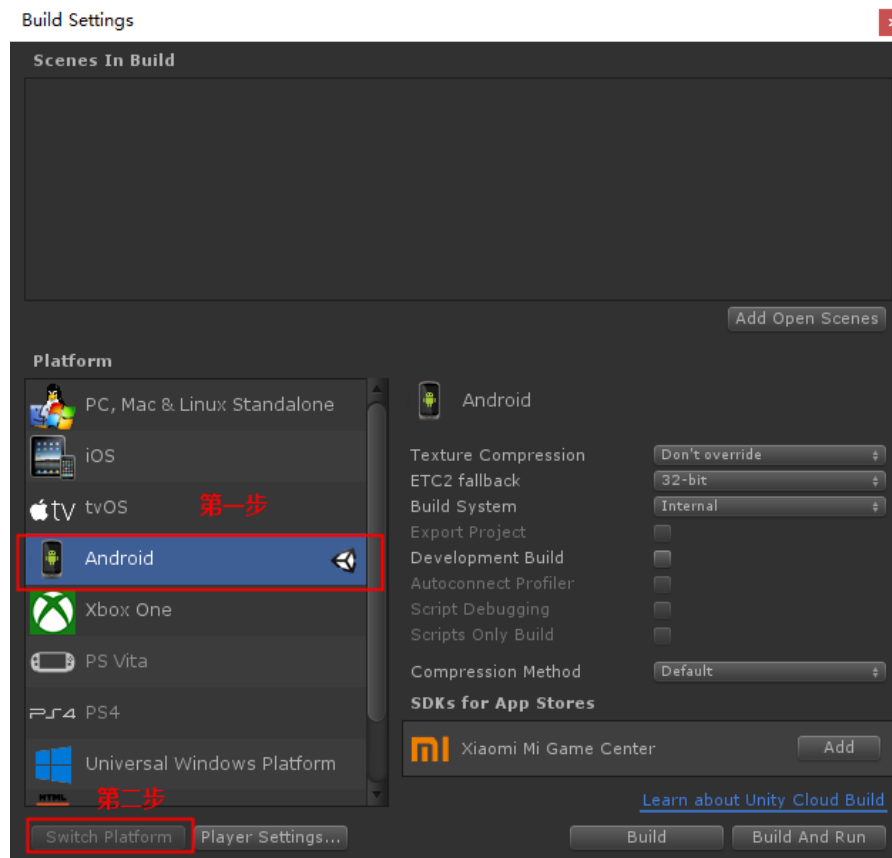 Build Settings
Scenes In Build
Add Open Scenes
Platform
PC, Mac & Linux Standalone
iOS
tv tvOS
第一步
Android
Xbox One
PS Vita
PS4 PS4
Universal Windows Platform
HTML
第二步
Switch Platform
Player Settings...
Android
Texture Compression Don't override
ETC2 fallback 32-bit
Build System Internal
Export Project
Development Build
Autoconnect Profiler
Script Debugging
Scripts Only Build
Compression Method Default
SDKs for App Stores
Xiaomi Mi Game Center Add
Learn about Unity Cloud Build
Build
Build And Run